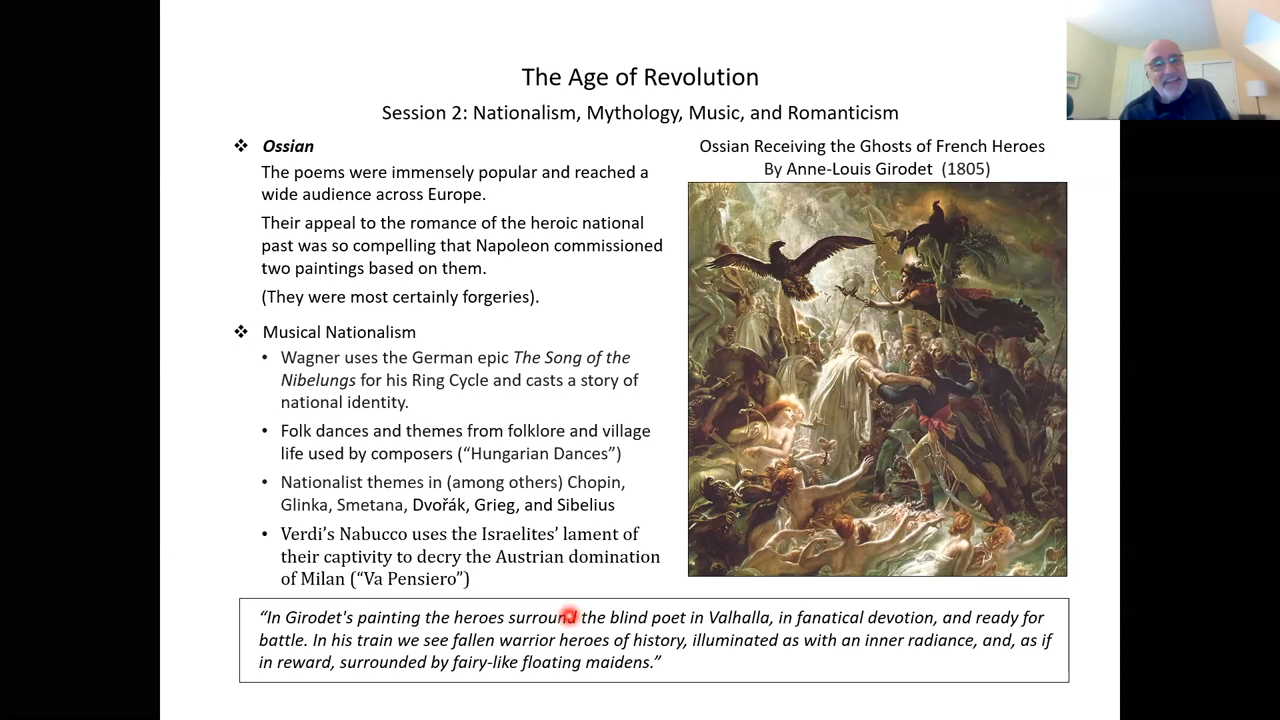 The Age of Revolution
Session 2: Nationalism, Mythology, Music, and Romanticism
❖ Ossian
The poems were immensely popular and reached a
wide audience across Europe.
Their appeal to the romance of the heroic national
past was so compelling that Napoleon commissioned
two paintings based on them.
(They were most certainly forgeries).
❖ Musical Nationalism
• Wagner uses the German epic The Song of the
Nibelungs for his Ring Cycle and casts a story of
national identity.
• Folk dances and themes from folklore and village
life used by composers (“Hungarian Dances”)
• Nationalist themes in (among others) Chopin,
Glinka, Smetana, Dvořák, Grieg, and Sibelius
• Verdi’s Nabucco uses the Israelites’ lament of
their captivity to decry the Austrian domination
of Milan (“Va Pensiero”)
Ossian Receiving the Ghosts of French Heroes
By Anne-Louis Girodet (1805)
“In Girodet's painting the heroes surround the blind poet in Valhalla, in fanatical devotion, and ready for
battle. In his train we see fallen warrior heroes of history, illuminated as with an inner radiance, and, as if
in reward, surrounded by fairy-like floating maidens.”